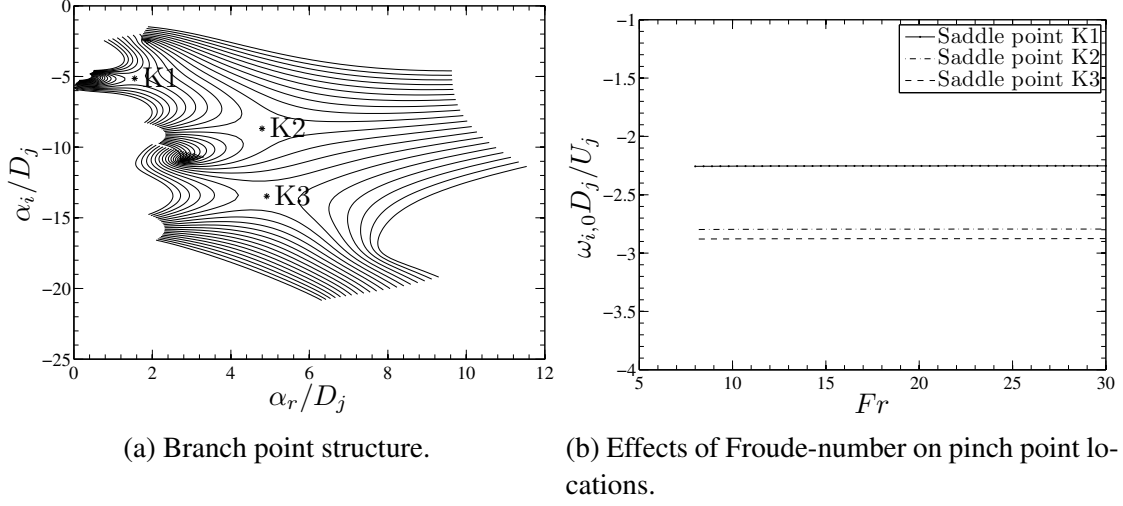 0
−5
−10
−15
−20
−25
0
2
4
6
8
10
12
α_i/D_j
α_r/D_j
K1
K2
K3
−1
−1.5
−2
−2.5
−3
−3.5
−4
5
10
15
20
25
30
ω_{i,0}D_j/U_j
Fr
Saddle point K1
Saddle point K2
Saddle point K3
(a) Branch point structure.
(b) Effects of Froude-number on pinch point lo-
cations.